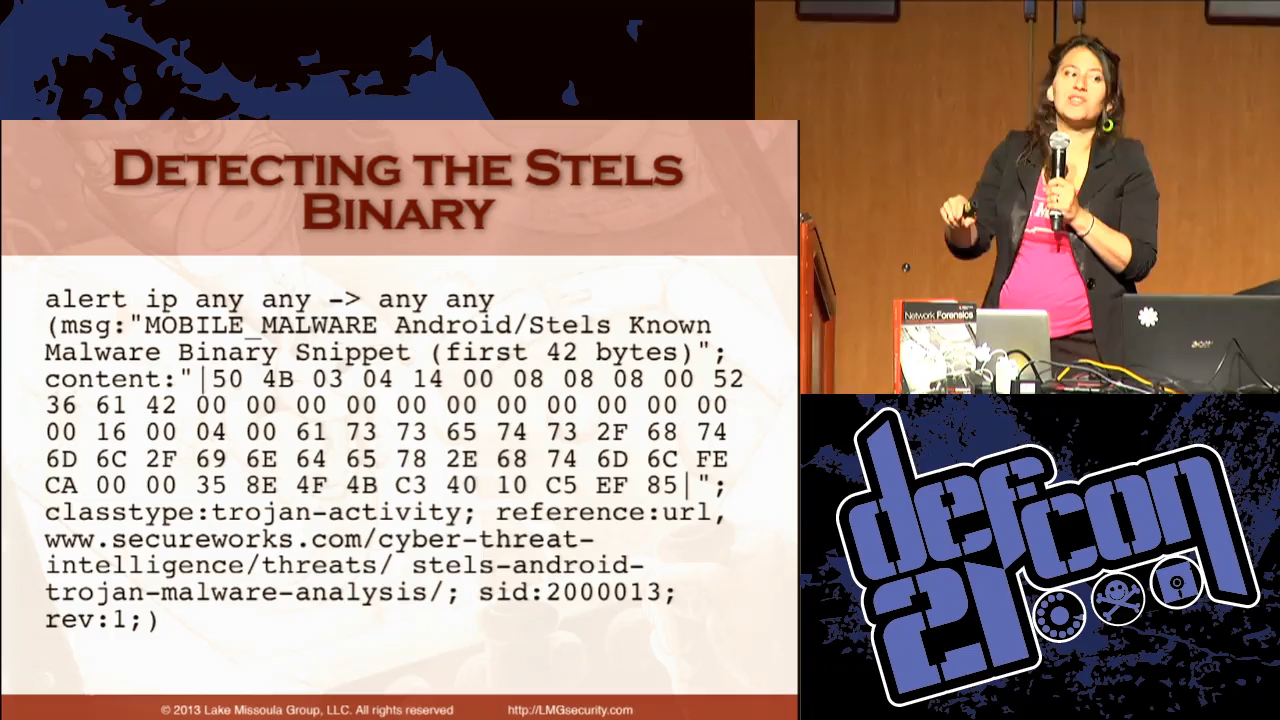 DETECTING THE STELS
BINARY
alert ip any any -> any any
(msg:"MOBILE_MALWARE Android/Stels Known
Malware Binary Snippet (first 42 bytes)";
content:"|50 4B 03 04 14 00 08 08 08 00 52
36 61 42 00 00 00 00 00 00 00 00 00 00 00
00 16 00 04 00 61 73 73 65 74 73 2F 68 74
6D 6C 2F 69 6E 64 65 78 2E 68 74 6D 6C FE
CA 00 00 35 8E 4F 4B C3 40 10 C5 EF 85|";
classtype:trojan-activity; reference:url,
www.secureworks.com/cyber-threat-
intelligence/threats/ stels-android-
trojan-malware-analysis/; sid:2000013;
rev:1;)
© 2013 Lake Missoula Group, LLC. All rights reserved
http://LMGsecurity.com
Network Forensics
acer
defcon
21